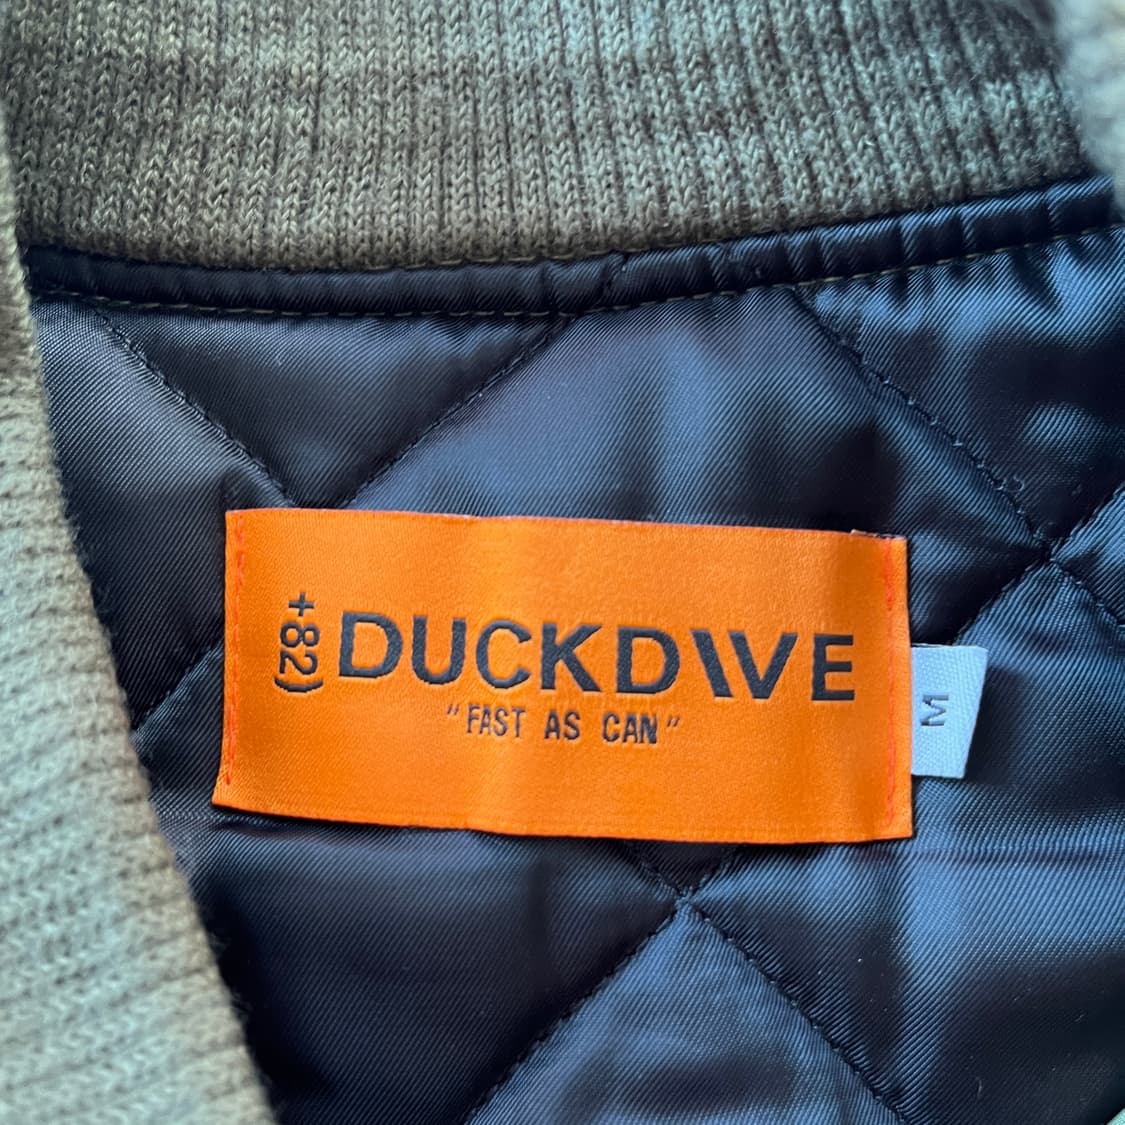 +82) DUCKDIVE
"FAST AS CAN"
M